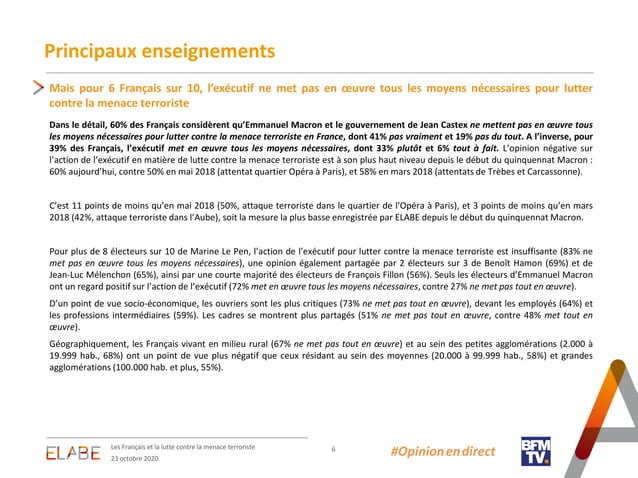 Principaux enseignements
Mais pour 6 Français sur 10, l'exécutif ne met pas en œuvre tous les moyens nécessaires pour lutter
contre la menace terroriste
Dans le détail, 60% des Français considèrent qu'Emmanuel Macron et le gouvernement de Jean Castex ne mettent pas en œuvre tous
les moyens nécessaires pour lutter contre la menace terroriste en France, dont 41% pas vraiment et 19% pas du tout. A l'inverse, pour
39% des Français, l'exécutif met en œuvre tous les moyens nécessaires, dont 33% plutôt et 6% tout à fait. L'opinion négative sur
l'action de l'exécutif en matière de lutte contre la menace terroriste est à son plus haut niveau depuis le début du quinquennat Macron :
60% aujourd'hui, contre 50% en mai 2018 (attentat quartier Opéra à Paris), et 58% en mars 2018 (attentats de Trèbes et Carcassonne).
C'est 11 points de moins qu'en mai 2018 (50%, attaque terroriste dans le quartier de l'Opéra à Paris), et 3 points de moins qu'en mars
2018 (42%, attaque terroriste dans l'Aube), soit la mesure la plus basse enregistrée par ELABE depuis le début du quinquennat Macron.
Pour plus de 8 électeurs sur 10 de Marine Le Pen, l'action de l'exécutif pour lutter contre la menace terroriste est insuffisante (83% ne
met pas en œuvre tous les moyens nécessaires), une opinion également partagée par 2 électeurs sur 3 de Benoît Hamon (69%) et de
Jean-Luc Mélenchon (65%), ainsi par une courte majorité des électeurs de François Fillon (56%). Seuls les électeurs d'Emmanuel Macron
ont un regard positif sur l'action de l'exécutif (72% met en œuvre tous les moyens nécessaires, contre 27% ne met pas tout en œuvre).
D'un point de vue socio-économique, les ouvriers sont les plus critiques (73% ne met pas tout en œuvre), devant les employés (64%) et
les professions intermédiaires (59%). Les cadres se montrent plus partagés (51% ne met pas tout en œuvre, contre 48% met tout en
œuvre).
Géographiquement, les Français vivant en milieu rural (67% ne met pas tout en œuvre) et au sein des petites agglomérations (2.000 à
19.999 hab., 68%) ont un point de vue plus négatif que ceux résidant au sein des moyennes (20.000 à 99.999 hab., 58%) et grandes
agglomérations (100.000 hab. et plus, 55%).
ELABE
Les Français et la lutte contre la menace terroriste
23 octobre 2020
6
#Opinionendirect
BFM
TV.